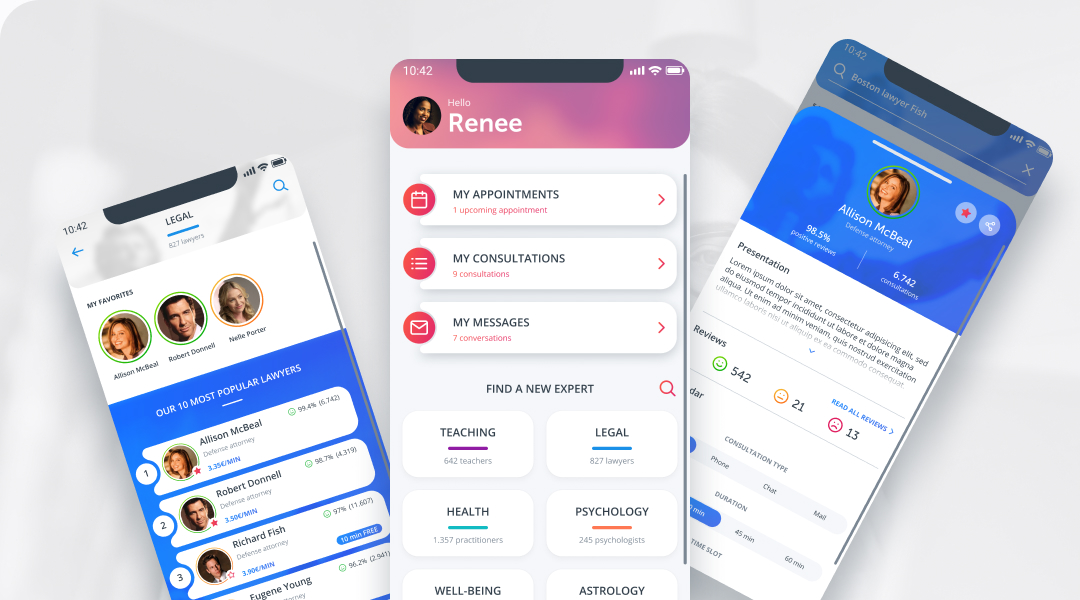 10:42
LEGAL
827 lawyers
MY FAVORITES
Allison McBeal
Robert Donnell
Nelle Porter
OUR 10 MOST POPULAR LAWYERS
1
Allison McBeal
99.4% (6.742)
Defense attorney
3.35€/MIN
2
Robert Donnell
98.7% (4.319)
Defense attorney
3.50€/MIN
3
Richard Fish
97% (11.607)
Defense attorney
10 min FREE
3.90€/MIN
Eugene Young
96.2% (2.941)
10:42
Hello
Renee
MY APPOINTMENTS
1 upcoming appointment
MY CONSULTATIONS
9 consultations
MY MESSAGES
7 conversations
FIND A NEW EXPERT
TEACHING
642 teachers
LEGAL
827 lawyers
HEALTH
1.357 practitioners
PSYCHOLOGY
245 psychologists
WELL-BEING
ASTROLOGY
10:42
Boston lawyer Fish
Allison McBeal
Defense attorney
98.5%
positive reviews
6.742
consultations
Presentation
Lorem ipsum dolor sit amet, consectetur adipisicing elit, sed
do eiusmod tempor incididunt ut labore et dolore magna
aliqua. Ut enim ad minim veniam, quis nostrud exercitation
ullamco laboris nisi ut aliquip ex ea commodo consequat.
Reviews
READ ALL REVIEWS
542
21
13
dar
CONSULTATION TYPE
Phone
Chat
Mail
DURATION
min
45 min
60 min
TIME SLOT